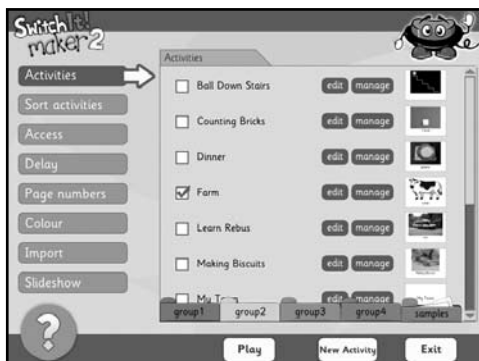 SwitchIt!
maker2
Activities
Sort activities
Access
Delay
Page numbers
Colour
Import
Slideshow
?
Activities
Ball Down Stairs edit manage
Counting Bricks edit manage
Dinner edit manage
Farm edit manage
Learn Rebus edit manage
Making Biscuits edit manage
My Town edit manage
group1 group2 group3 group4 samples
Play New Activity Exit